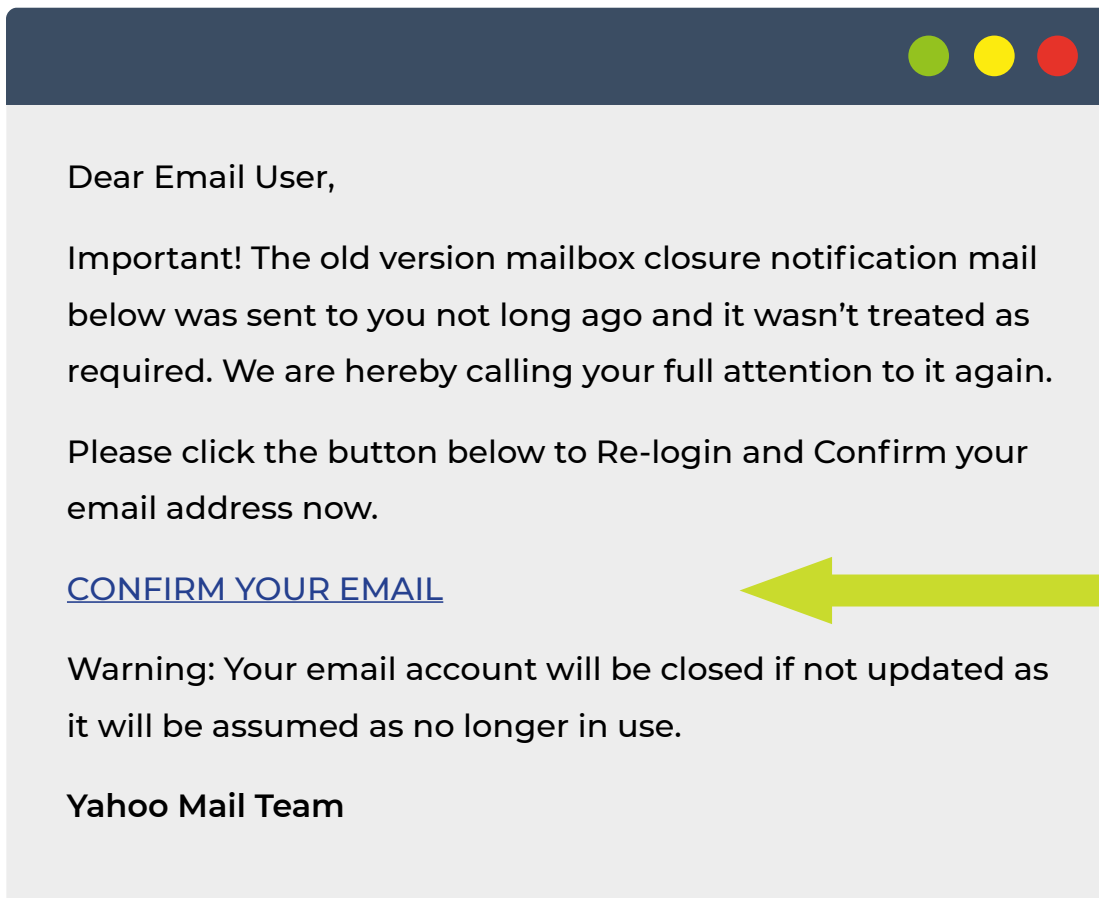 Dear Email User,
Important! The old version mailbox closure notification mail
below was sent to you not long ago and it wasn’t treated as
required. We are hereby calling your full attention to it again.
Please click the button below to Re-login and Confirm your
email address now.
CONFIRM YOUR EMAIL
Warning: Your email account will be closed if not updated as
it will be assumed as no longer in use.
Yahoo Mail Team